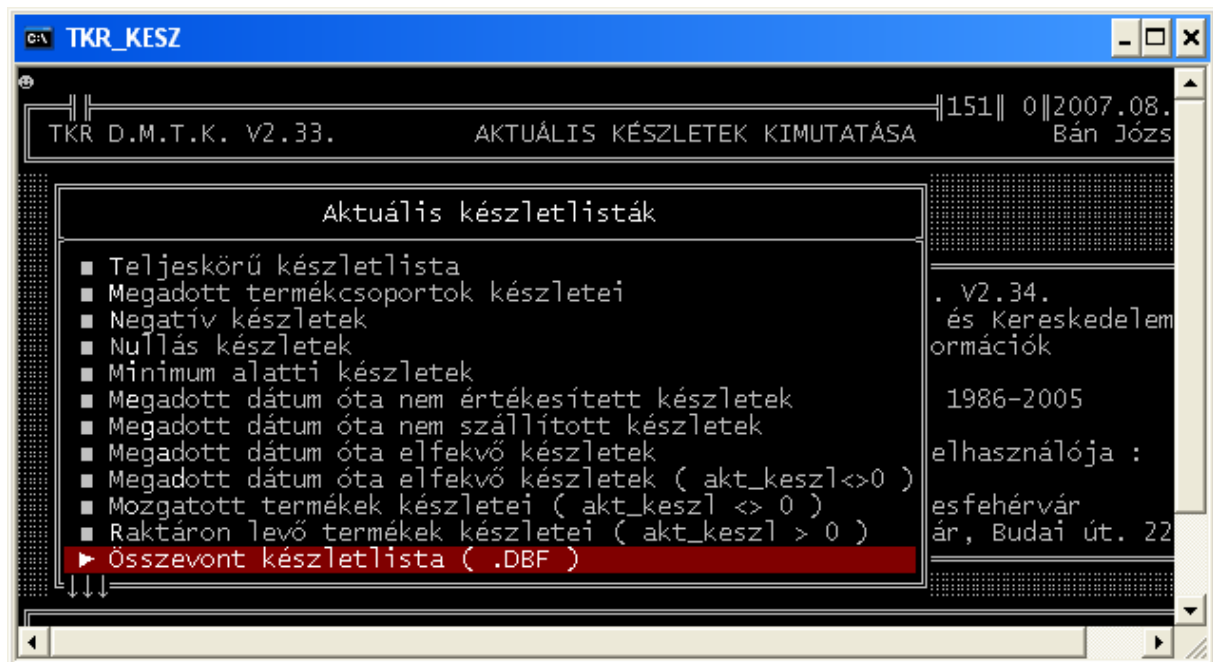 TKR_KESZ
151 0 2007.08.
TKR D.M.T.K. V2.33. AKTUÁLIS KÉSZLETEK KIMUTATÁSA Bán Józs
Aktuális készletlisták
Teljeskörű készletlista
Megadott termékcsoportok készletei
Negatív készletek
Nullás készletek
Minimum alatti készletek
Megadott dátum óta nem értékesített készletek
Megadott dátum óta nem szállított készletek
Megadott dátum óta elfekvő készletek
Megadott dátum óta elfekvő készletek ( akt_keszl<>0 )
Mozgatott termékek készletei ( akt_keszl <> 0 )
Raktáron levő termékek készletei ( akt_keszl > 0 )
Összevont készletlista ( .DBF )
. V2.34.
és Kereskedelem
ormációk
1986-2005
elhasználója :
esfehérvár
ár, Budai út. 22